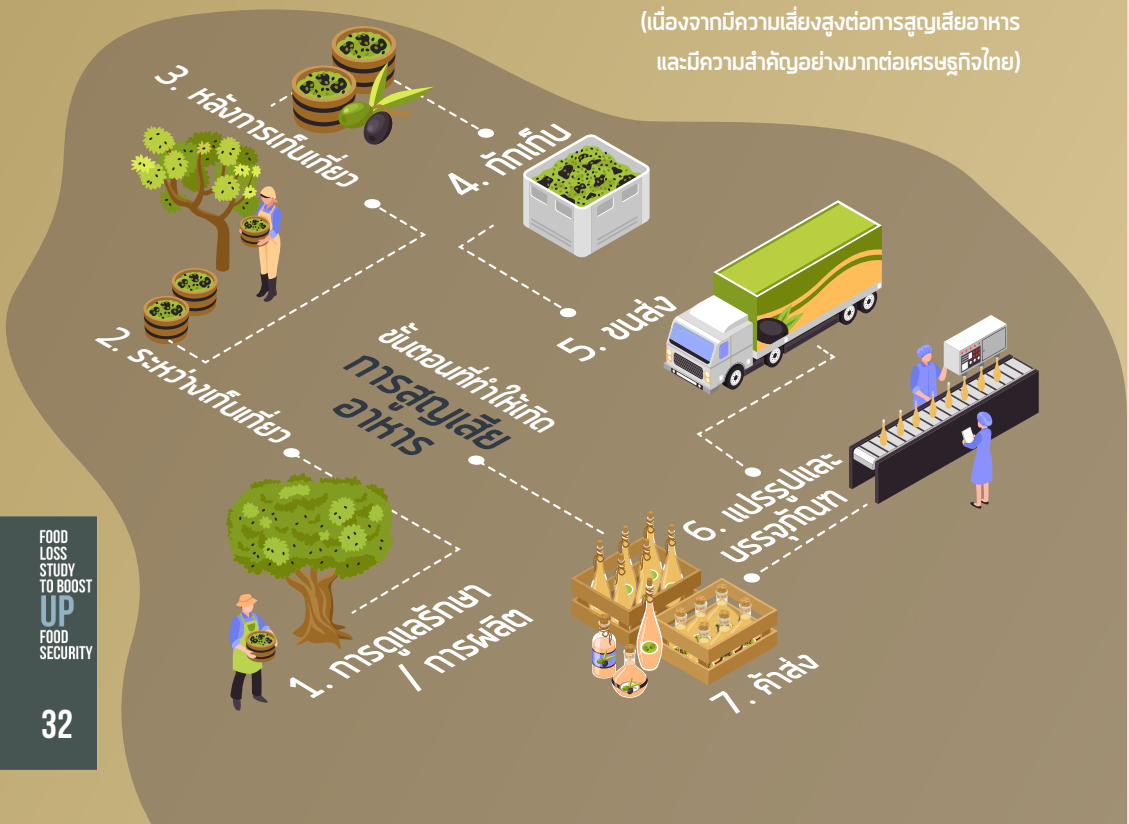 (เนื่องจากมีความเสี่ยงสูงต่อการสูญเสียอาหาร
และมีความสำคัญอย่างมากต่อเศรษฐกิจไทย)
3. หลังการเก็บเกี่ยว
4. กักเก็บ
2. ระหว่างเก็บเกี่ยว
ขั้นตอนที่ทำให้เกิด
การสูญเสีย
อาหาร
5. ขนส่ง
6. แปรรูปและ
บรรจุภัณฑ์
1. การดูแลรักษา
/ การผลิต
7. ค้าส่ง
FOOD
LOSS
STUDY
TO BOOST
UP
FOOD
SECURITY
32